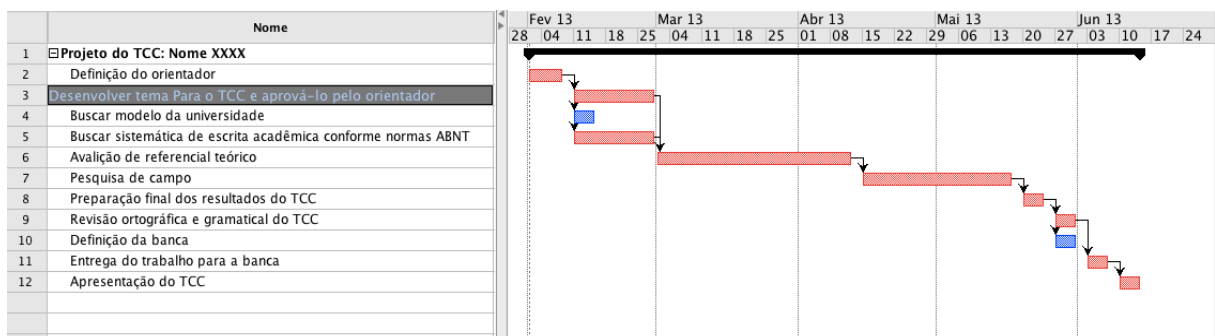 Nome
Fev 13 Mar 13 Abr 13 Mai 13 Jun 13
28 04 11 18 25 04 11 18 25 01 08 15 22 29 06 13 20 27 03 10 17 24
1 Projeto do TCC: Nome XXXX
2 Definição do orientador
3 Desenvolver tema Para o TCC e aprová-lo pelo orientador
4 Buscar modelo da universidade
5 Buscar sistemática de escrita acadêmica conforme normas ABNT
6 Avalição de referencial teórico
7 Pesquisa de campo
8 Preparação final dos resultados do TCC
9 Revisão ortográfica e gramatical do TCC
10 Definição da banca
11 Entrega do trabalho para a banca
12 Apresentação do TCC